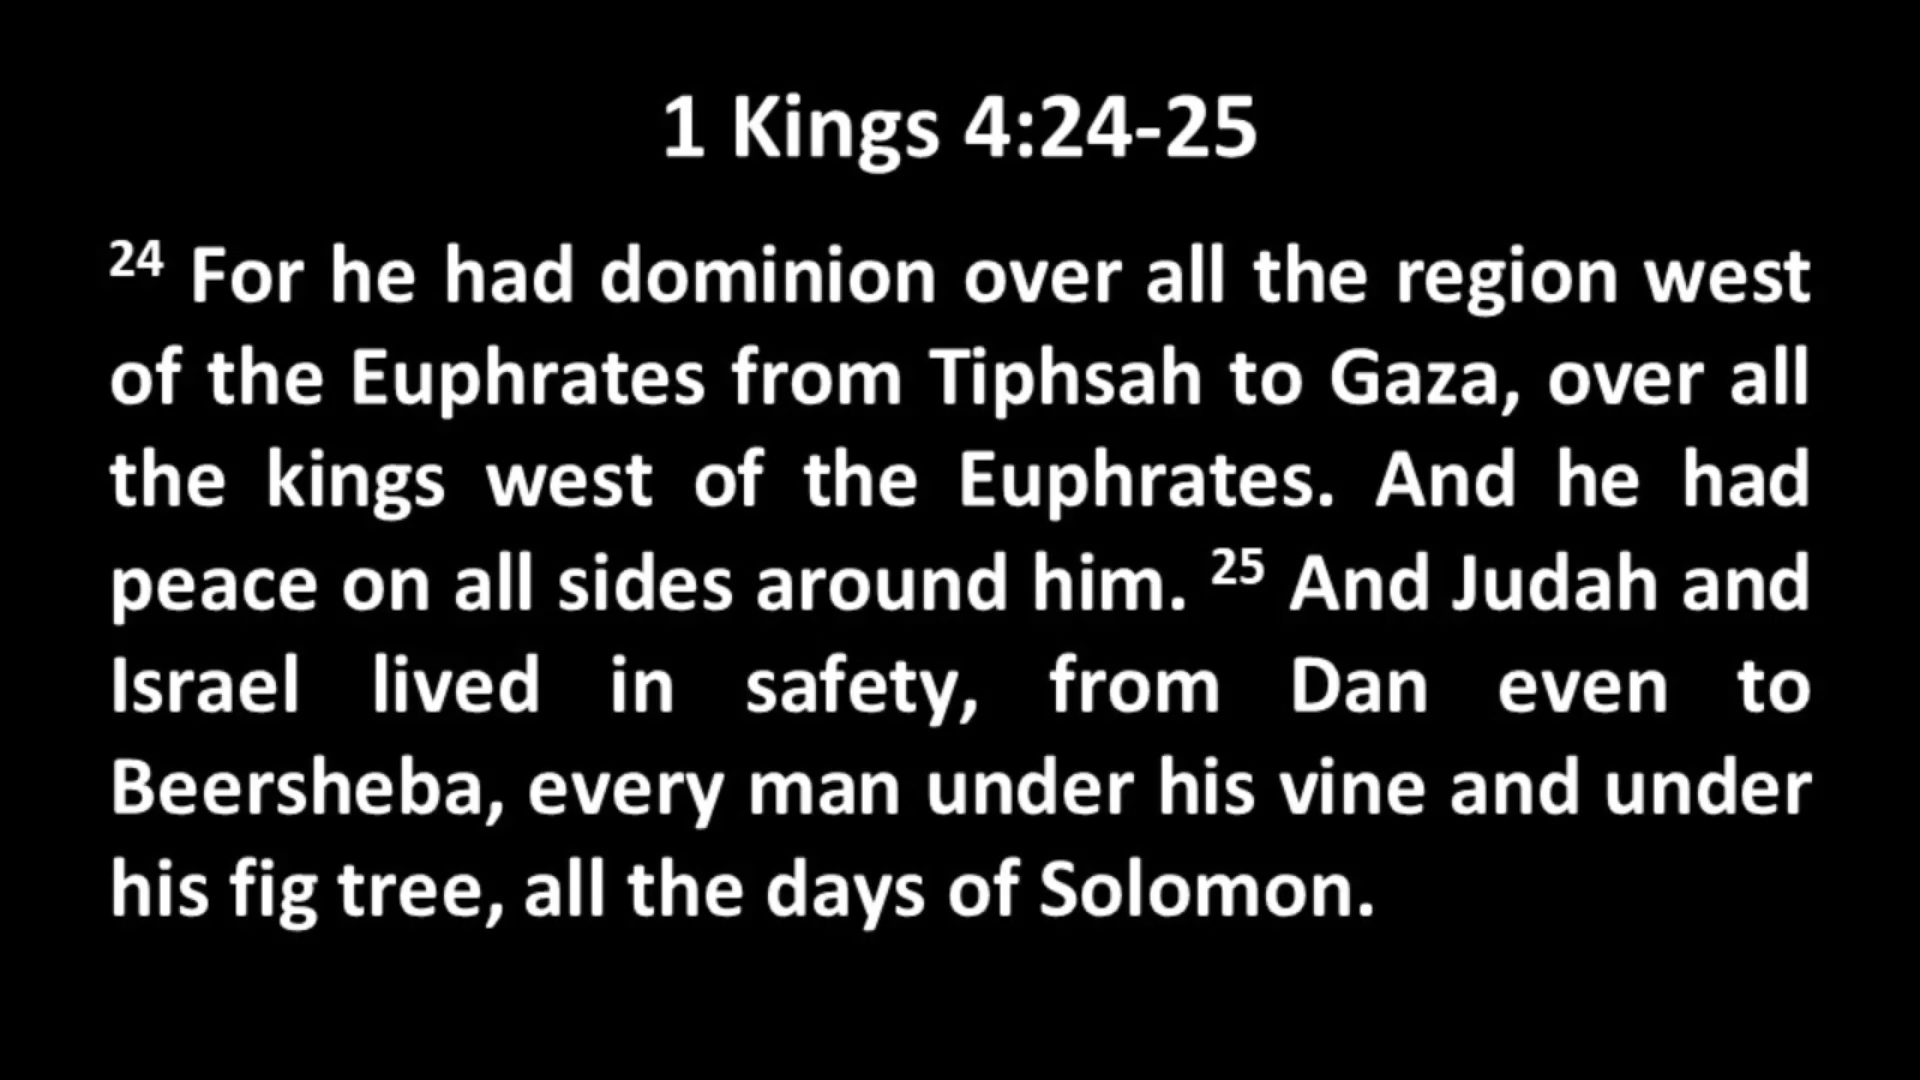 1 Kings 4:24-25
24 For he had dominion over all the region west
of the Euphrates from Tiphsah to Gaza, over all
the kings west of the Euphrates. And he had
peace on all sides around him. 25 And Judah and
Israel lived in safety, from Dan even to
Beersheba, every man under his vine and under
his fig tree, all the days of Solomon.